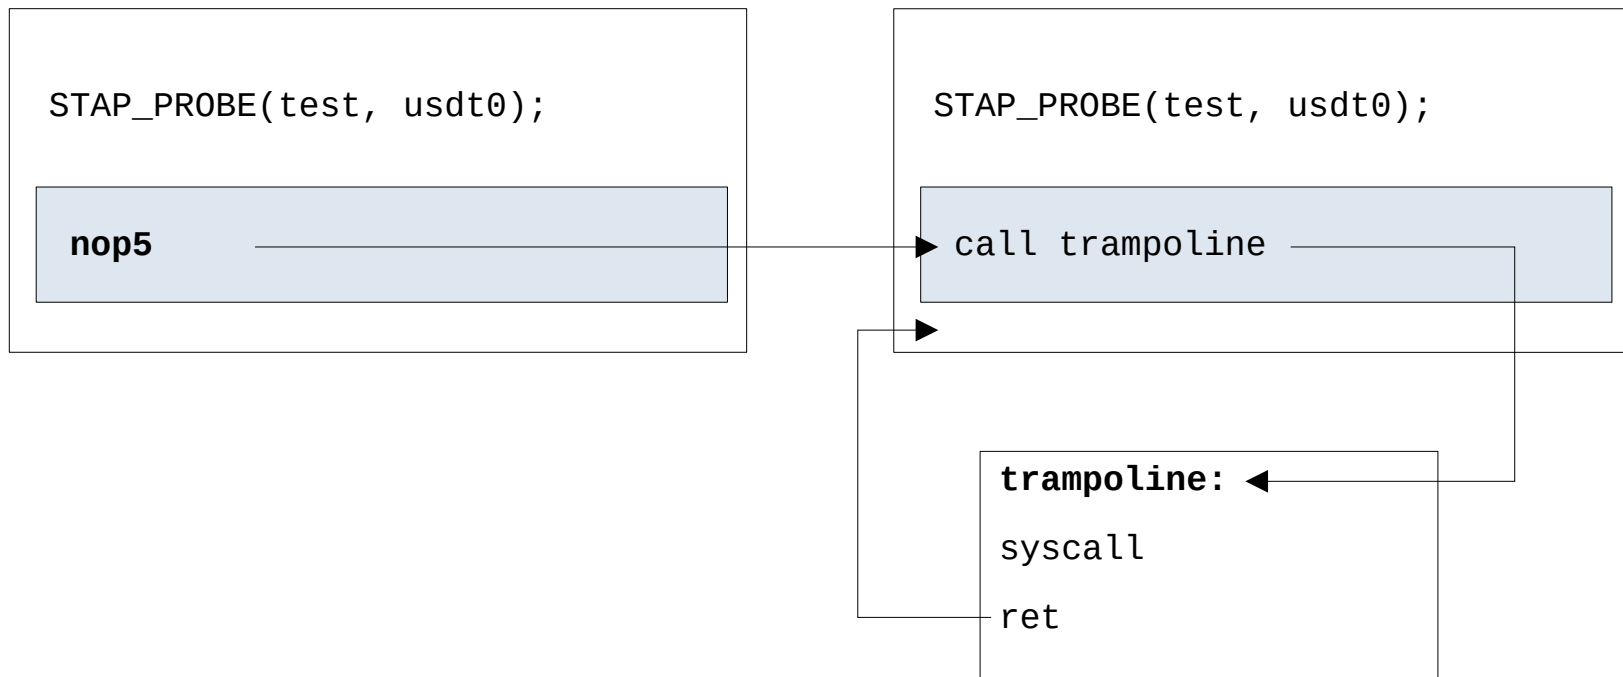 STAP_PROBE(test, usdt0);
nop5
STAP_PROBE(test, usdt0);
call trampoline
trampoline:
syscall
ret